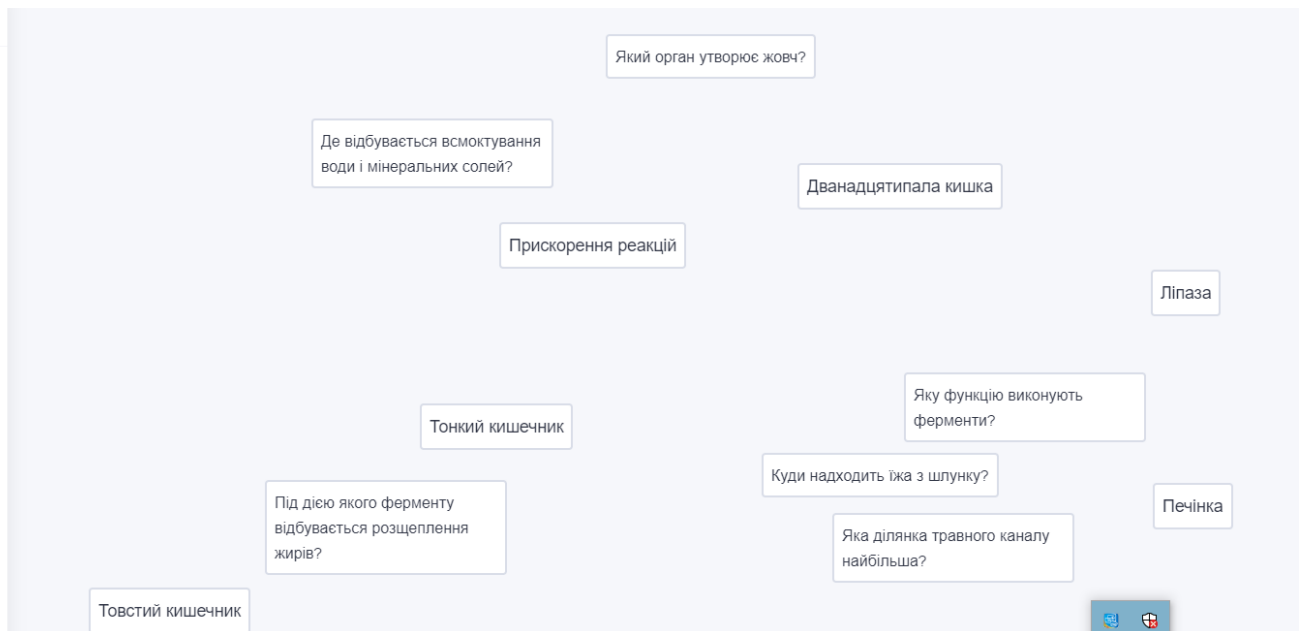 Який орган утворює жовч?
Де відбувається всмоктування
води і мінеральних солей?
Дванадцятипала кишка
Прискорення реакцій
Ліпаза
Яку функцію виконують
ферменти?
Тонкий кишечник
Куди надходить їжа з шлунку?
Під дією якого ферменту
відбувається розщеплення
жирів?
Печінка
Яка ділянка травного каналу
найбільша?
Товстий кишечник